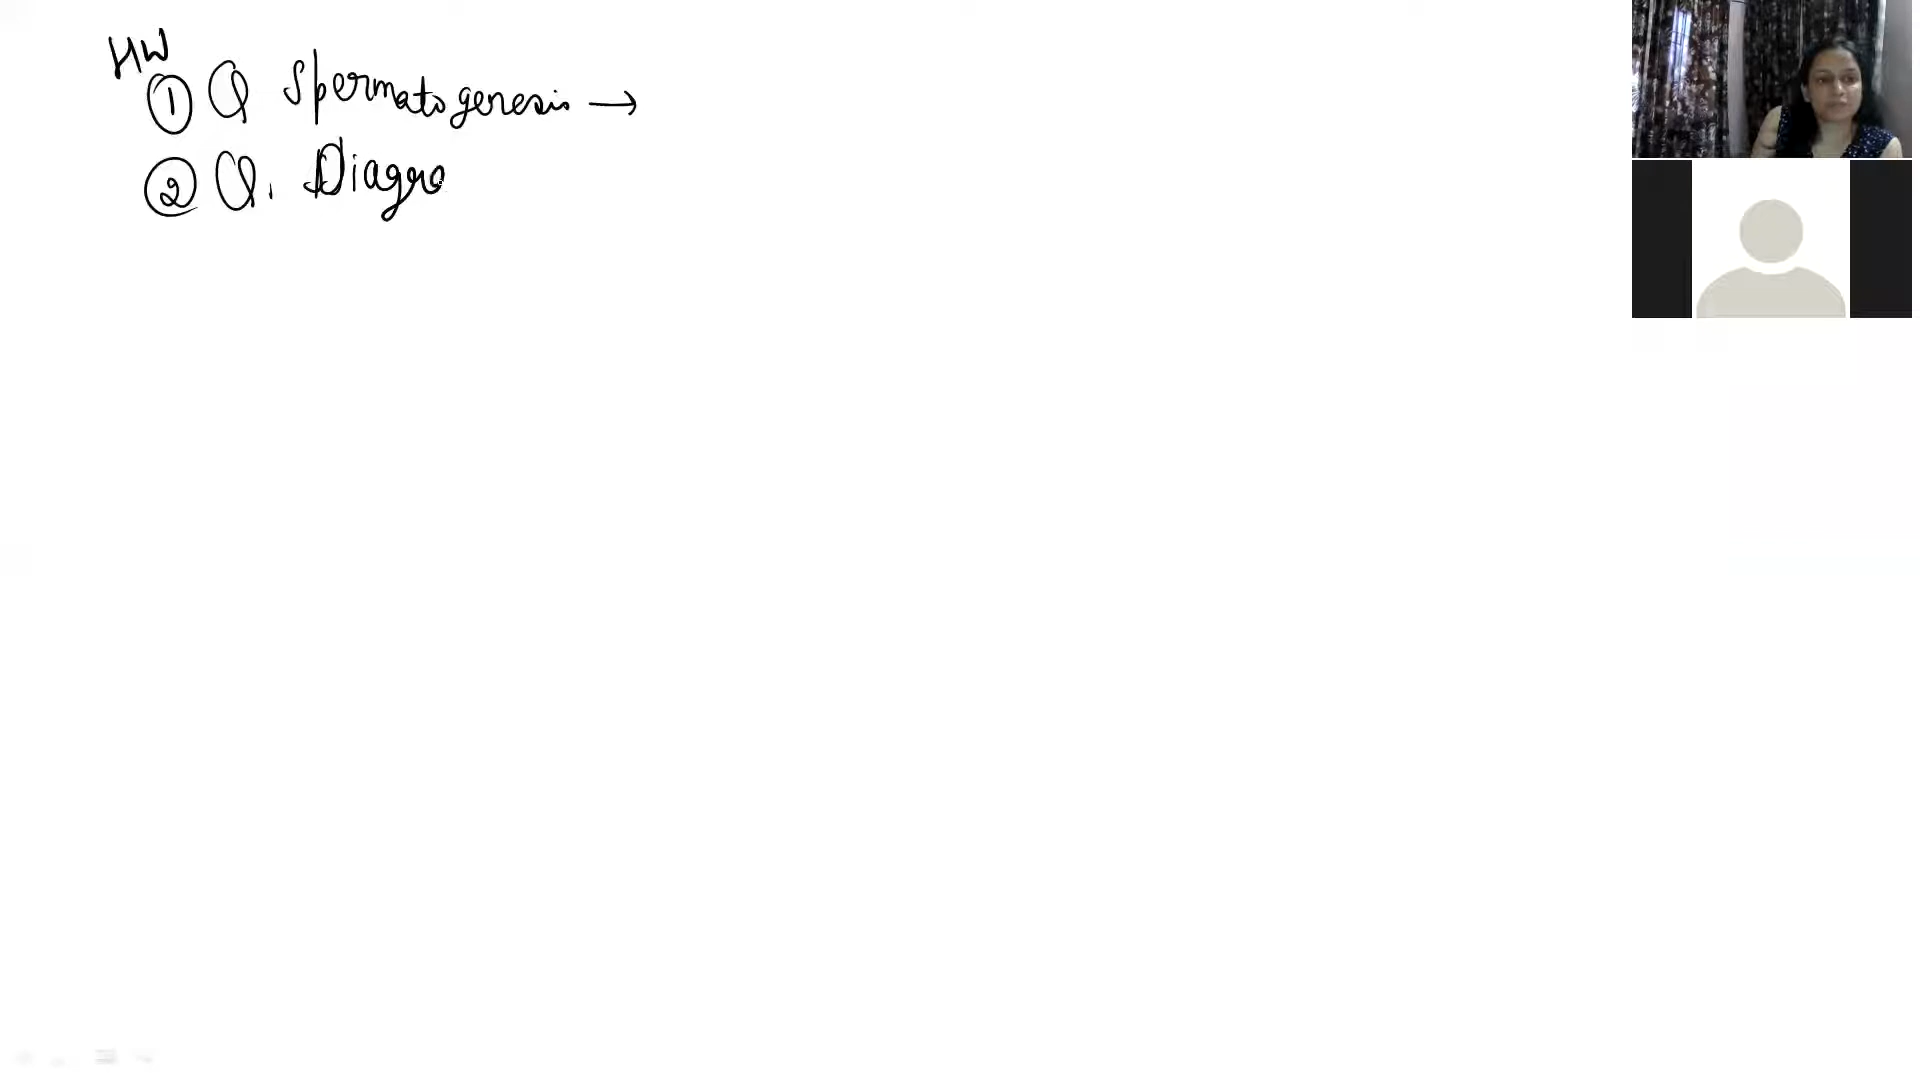 HW
① Q Spermatogenesis →
② Q. Diagra